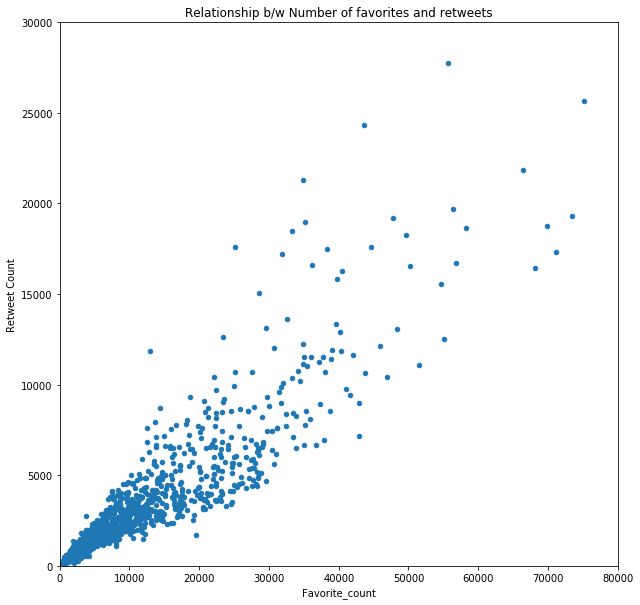 Relationship b/w Number of favorites and retweets
30000
25000
20000
15000
10000
5000
0
Retweet Count
0 10000 20000 30000 40000 50000 60000 70000 80000
Favorite_count